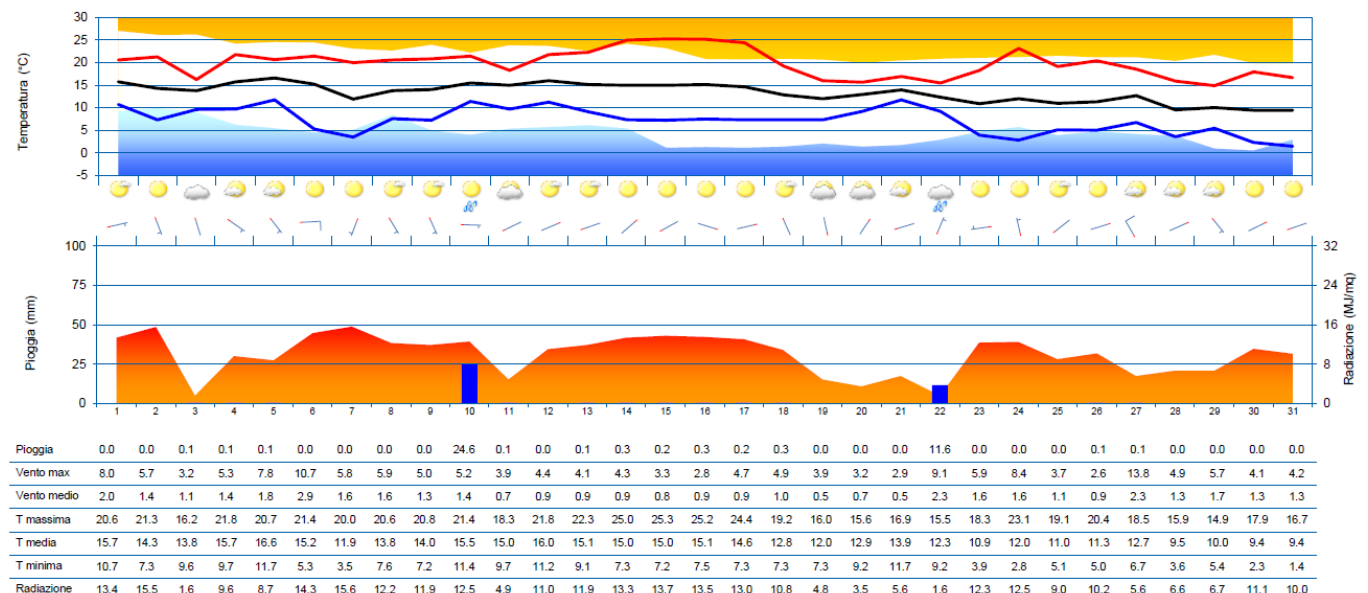 30
25
20
15
10
5
0
-5
Temperatura (°C)
100
75
50
25
0
Pioggia (mm)
32
24
16
8
0
Radiazione (MJ/mq)
1 2 3 4 5 6 7 8 9 10 11 12 13 14 15 16 17 18 19 20 21 22 23 24 25 26 27 28 29 30 31
Pioggia 0.0 0.0 0.1 0.1 0.1 0.0 0.0 0.0 0.0 24.6 0.1 0.0 0.1 0.3 0.2 0.3 0.2 0.3 0.0 0.0 0.0 11.6 0.0 0.0 0.0 0.1 0.1 0.0 0.0 0.0 0.0
Vento max 8.0 5.7 3.2 5.3 7.8 10.7 5.8 5.9 5.0 5.2 3.9 4.4 4.1 4.3 3.3 2.8 4.7 4.9 3.9 3.2 2.9 9.1 5.9 8.4 3.7 2.6 13.8 4.9 5.7 4.1 4.2
Vento medio 2.0 1.4 1.1 1.4 1.8 2.9 1.6 1.6 1.3 1.4 0.7 0.9 0.9 0.9 0.8 0.9 0.9 1.0 0.5 0.7 0.5 2.3 1.6 1.6 1.1 0.9 2.3 1.3 1.7 1.3 1.3
T massima 20.6 21.3 16.2 21.8 20.7 21.4 20.0 20.6 20.8 21.4 18.3 21.8 22.3 25.0 25.3 25.2 24.4 19.2 16.0 15.6 16.9 15.5 18.3 23.1 19.1 20.4 18.5 15.9 14.9 17.9 16.7
T media 15.7 14.3 13.8 15.7 16.6 15.2 11.9 13.8 14.0 15.5 15.0 16.0 15.1 15.0 15.0 15.1 14.6 12.8 12.0 12.9 13.9 12.3 10.9 12.0 11.0 11.3 12.7 9.5 10.0 9.4 9.4
T minima 10.7 7.3 9.6 9.7 11.7 5.3 3.5 7.6 7.2 11.4 9.7 11.2 9.1 7.3 7.2 7.5 7.3 7.3 7.3 9.2 11.7 9.2 3.9 2.8 5.1 5.0 6.7 3.6 5.4 2.3 1.4
Radiazione 13.4 15.5 1.6 9.6 8.7 14.3 15.6 12.2 11.9 12.5 4.9 11.0 11.9 13.3 13.7 13.5 13.0 10.8 4.8 3.5 5.6 1.6 12.3 12.5 9.0 10.2 5.6 6.6 6.7 11.1 10.0